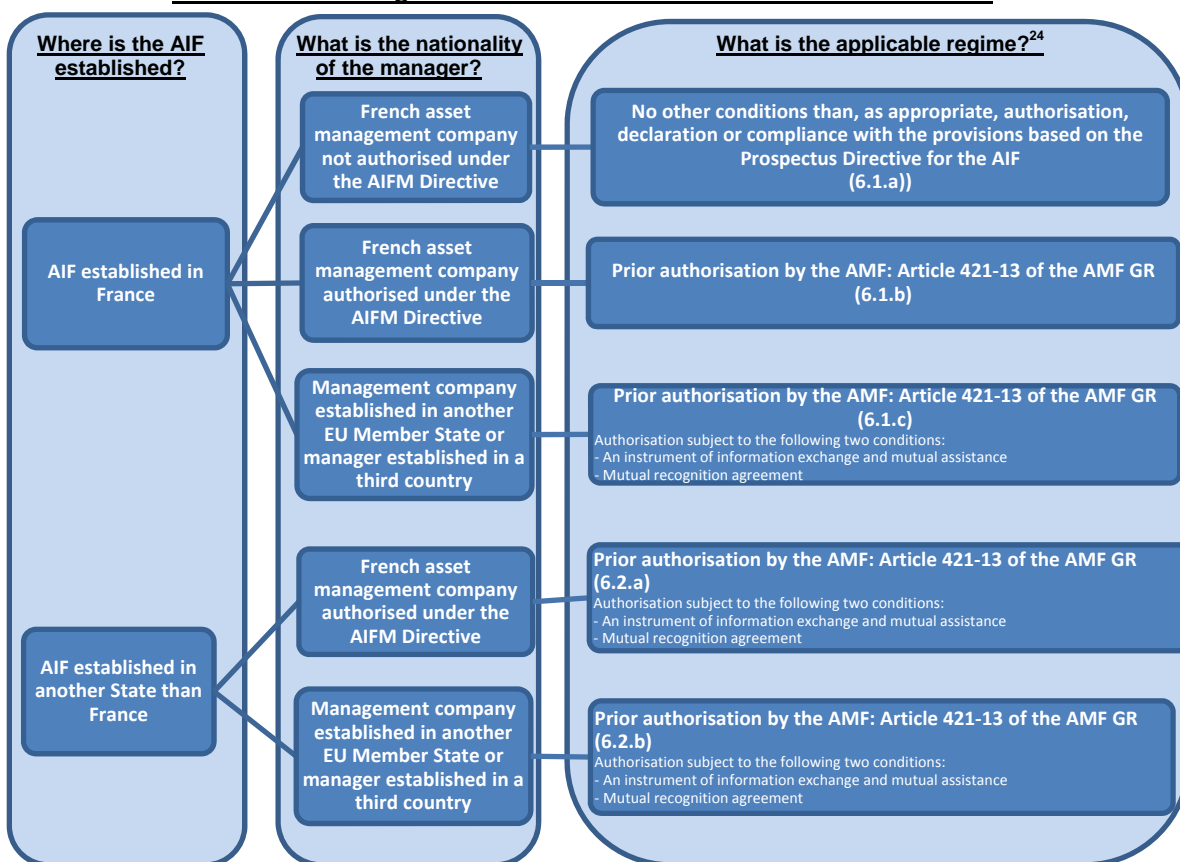 Where is the AIF
established?
What is the nationality
of the manager?
What is the applicable regime?24
AIF established in
France
French asset
management company
not authorised under
the AIFM Directive
No other conditions than, as appropriate, authorisation,
declaration or compliance with the provisions based on the
Prospectus Directive for the AIF
(6.1.a))
French asset
management company
authorised under the
AIFM Directive
Prior authorisation by the AMF: Article 421-13 of the AMF GR
(6.1.b)
Management company
established in another
EU Member State or
manager established in a
third country
Prior authorisation by the AMF: Article 421-13 of the AMF GR
(6.1.c)
Authorisation subject to the following two conditions:
- An instrument of information exchange and mutual assistance
- Mutual recognition agreement
AIF established in
another State than
France
French asset
management company
authorised under the
AIFM Directive
Prior authorisation by the AMF: Article 421-13 of the AMF GR
(6.2.a)
Authorisation subject to the following two conditions:
- An instrument of information exchange and mutual assistance
- Mutual recognition agreement
Management company
established in another
EU Member State or
manager established in a
third country
Prior authorisation by the AMF: Article 421-13 of the AMF GR
(6.2.b)
Authorisation subject to the following two conditions:
- An instrument of information exchange and mutual assistance
- Mutual recognition agreement